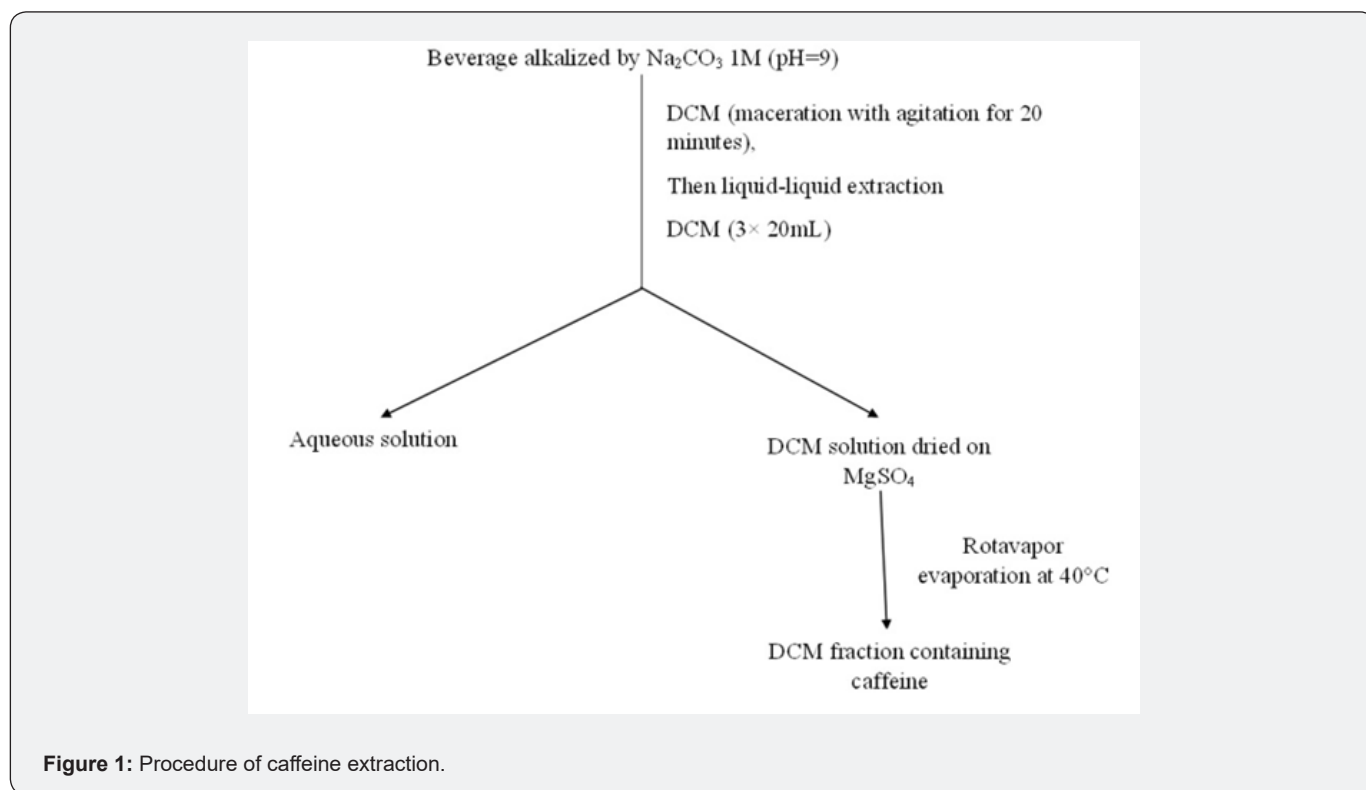 Beverage alkalized by Na₂CO₃ 1M (pH=9)
DCM (maceration with agitation for 20
minutes),
Then liquid-liquid extraction
DCM (3× 20mL)
Aqueous solution
DCM solution dried on
MgSO₄
Rotavapor
evaporation at 40°C
DCM fraction containing
caffeine
Figure 1: Procedure of caffeine extraction.